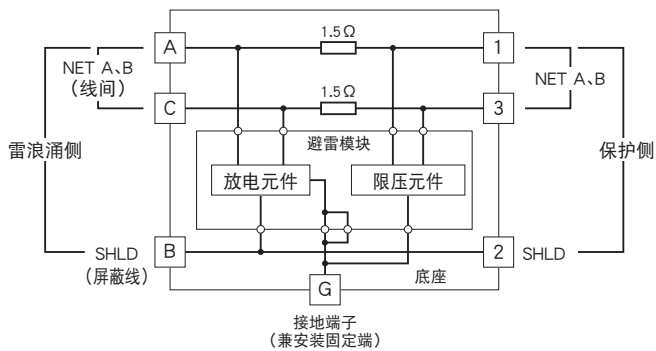 A
1.5Ω
1
NET A、B
（线间）
NET A、B
1.5Ω
C
3
雷浪涌侧
避雷模块
保护侧
放电元件
限压元件
SHLD
（屏蔽线）
B
2
SHLD
底座
G
接地端子
（兼安装固定端）